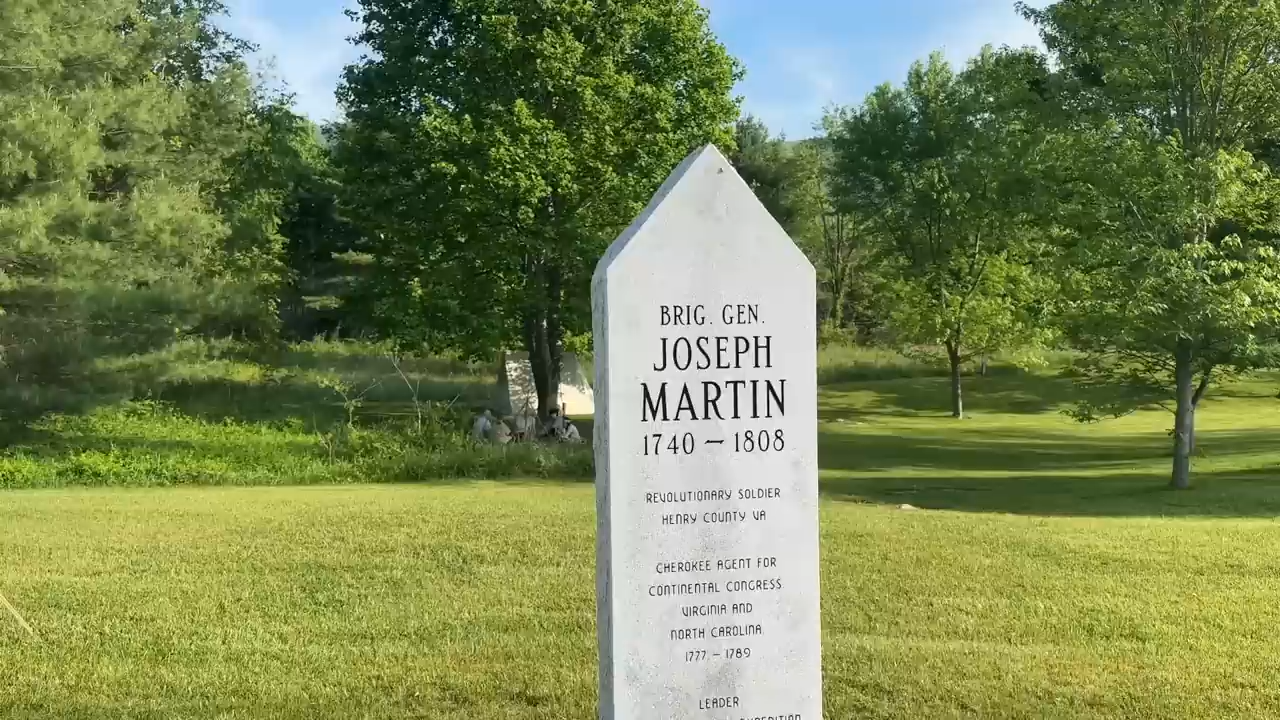 BRIG. GEN.
JOSEPH
MARTIN
1740 – 1808
REVOLUTIONARY SOLDIER
HENRY COUNTY VA
CHEROKEE AGENT FOR
CONTINENTAL CONGRESS
VIRGINIA AND
NORTH CAROLINA
1777 – 1789
LEADER